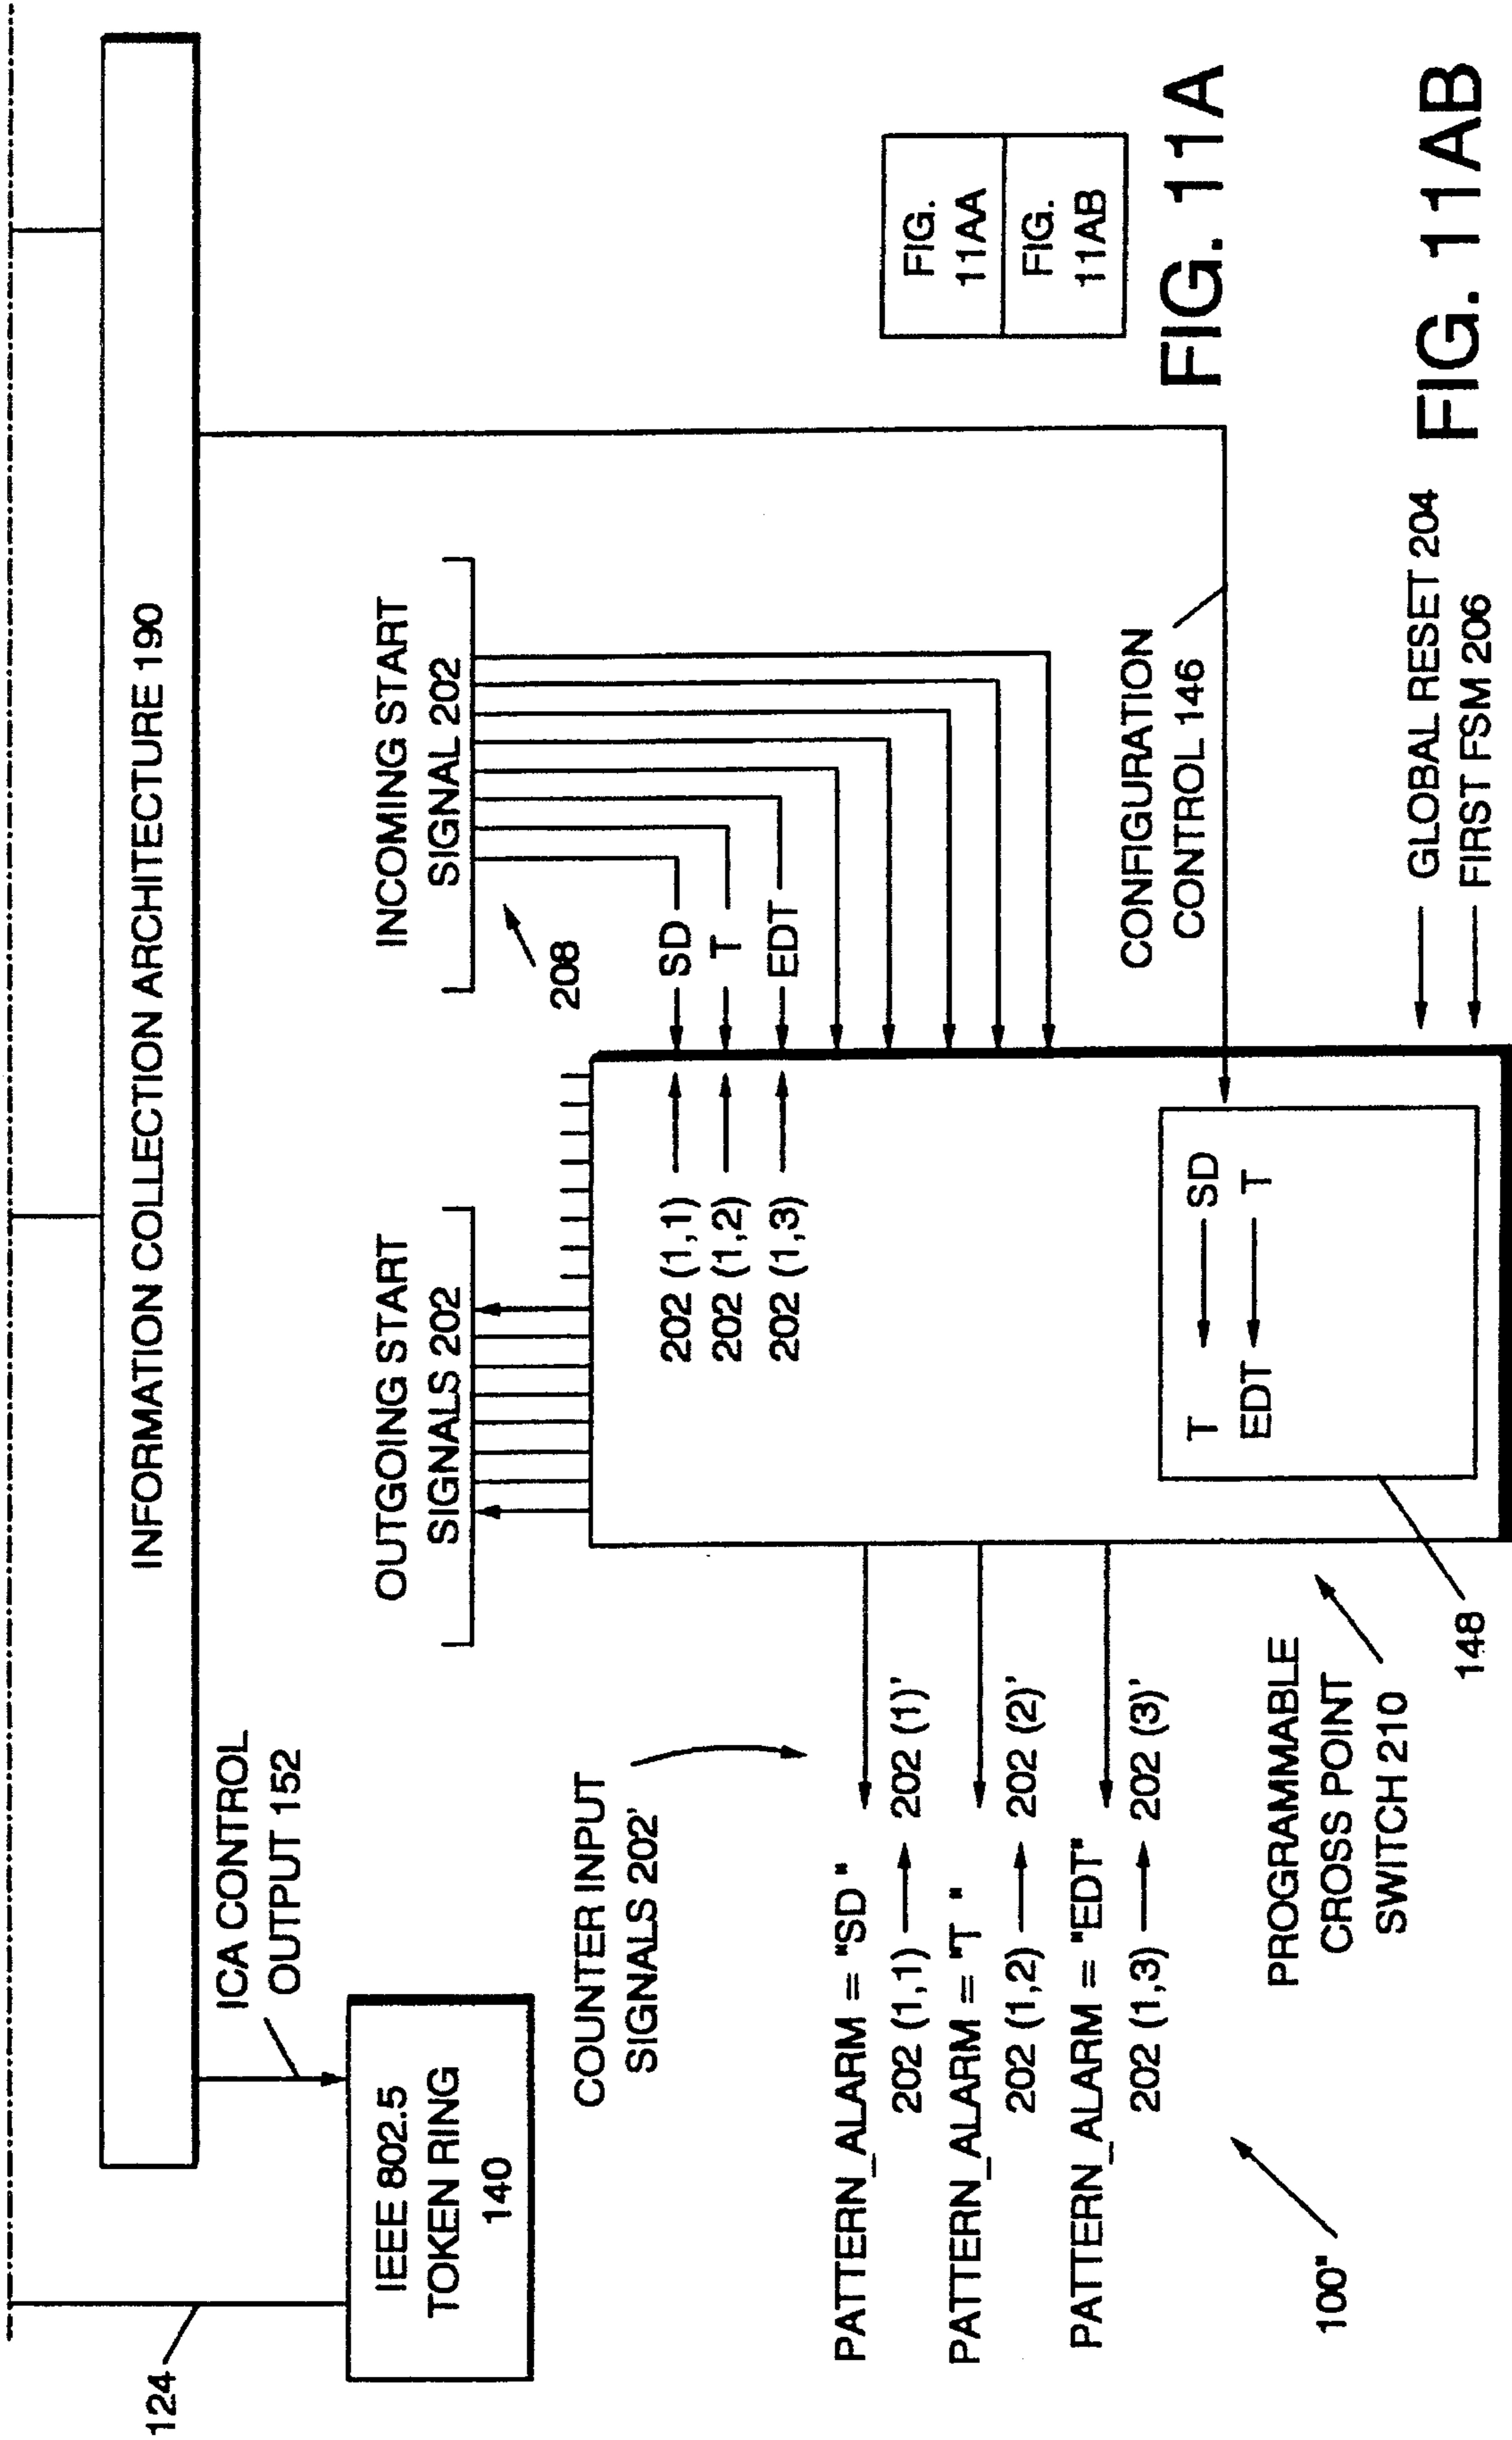 INFORMATION COLLECTION ARCHITECTURE 190
124
ICA CONTROL
OUTPUT 152
IEEE 802.5
TOKEN RING
140
OUTGOING START
SIGNALS 202
INCOMING START
SIGNAL 202
208
COUNTER INPUT
SIGNALS 202'
202 (1,1)
SD
202 (1,2)
T
202 (1,3)
EDT
PATTERN_ALARM = "SD "
202 (1,1) 202 (1)'
PATTERN_ALARM = "T "
202 (1,2) 202 (2)'
PATTERN_ALARM = "EDT"
202 (1,3) 202 (3)'
CONFIGURATION
CONTROL 146
T SD
EDT T
148
PROGRAMMABLE
CROSS POINT
SWITCH 210
100"
GLOBAL RESET 204
FIRST FSM 206
FIG.
11AA
FIG.
11AB
FIG. 11A
FIG. 11AB